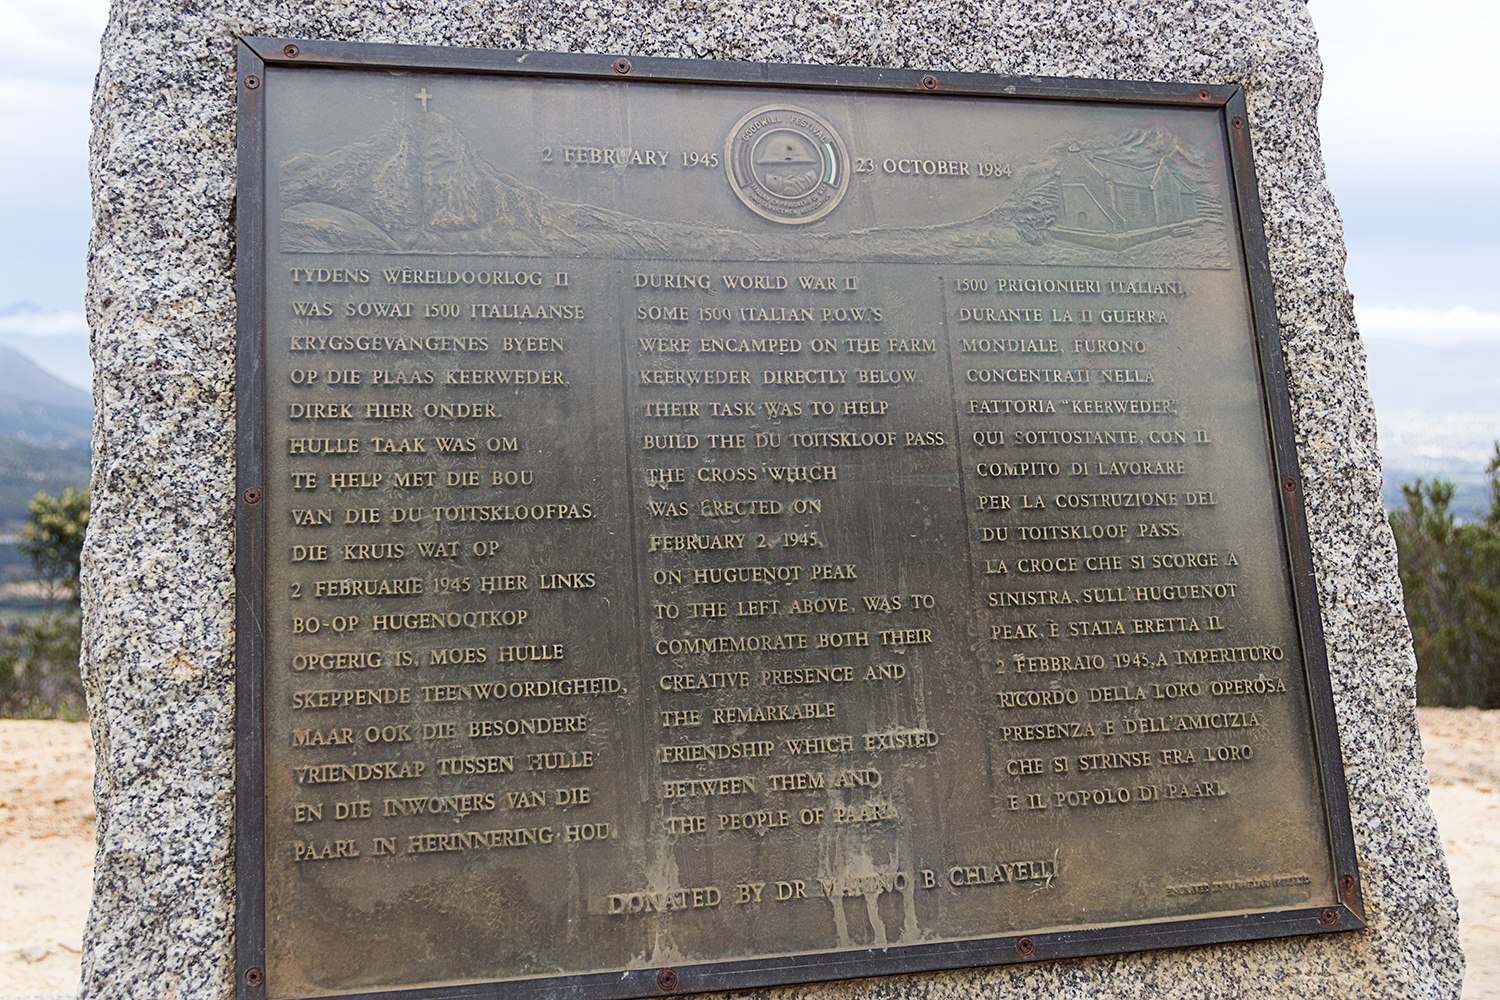 2 FEBRUARY 1945
GOODWILL FESTIVAL
23 OCTOBER 1984
TYDENS WÊRELDOORLOG II
WAS SOWAT 1500 ITALIAANSE
KRYGSGEVANGENES BYEEN
OP DIE PLAAS KEERWEDER,
DIREK HIER ONDER.
HULLE TAAK WAS OM
TE HELP MET DIE BOU
VAN DIE DU TOITSKLOOFPAS.
DIE KRUIS WAT OP
2 FEBRUARIE 1945 HIER LINKS
BO-OP HUGENOOTKOP
OPGERIG IS, MOES HULLE
SKEPPENDE TEENWOORDIGHEID,
MAAR OOK DIE BESONDERE
VRIENDSKAP TUSSEN HULLE
EN DIE INWONERS VAN DIE
PAARL IN HERINNERING HOU.
DURING WORLD WAR II
SOME 1500 ITALIAN P.O.W.'S
WERE ENCAMPED ON THE FARM
KEERWEDER DIRECTLY BELOW.
THEIR TASK WAS TO HELP
BUILD THE DU TOITSKLOOF PASS.
THE CROSS WHICH
WAS ERECTED ON
FEBRUARY 2, 1945,
ON HUGUENOT PEAK
TO THE LEFT ABOVE, WAS TO
COMMEMORATE BOTH THEIR
CREATIVE PRESENCE AND
THE REMARKABLE
FRIENDSHIP WHICH EXISTED
BETWEEN THEM AND
THE PEOPLE OF PAARL
1500 PRIGIONIERI ITALIANI,
DURANTE LA II GUERRA
MONDIALE, FURONO
CONCENTRATI NELLA
FATTORIA "KEERWEDER",
QUI SOTTOSTANTE, CON IL
COMPITO DI LAVORARE
PER LA COSTRUZIONE DEL
DU TOITSKLOOF PASS.
LA CROCE CHE SI SCORGE A
SINISTRA, SULL'HUGUENOT
PEAK, E STATA ERETTA IL
2 FEBBRAIO 1945, A IMPERITURO
RICORDO DELLA LORO OPEROSA
PRESENZA E DELL'AMICIZIA
CHE SI STRINSE FRA LORO
E IL POPOLO DI PAARL
DONATED BY DR MARINO B. CHIAVELLI